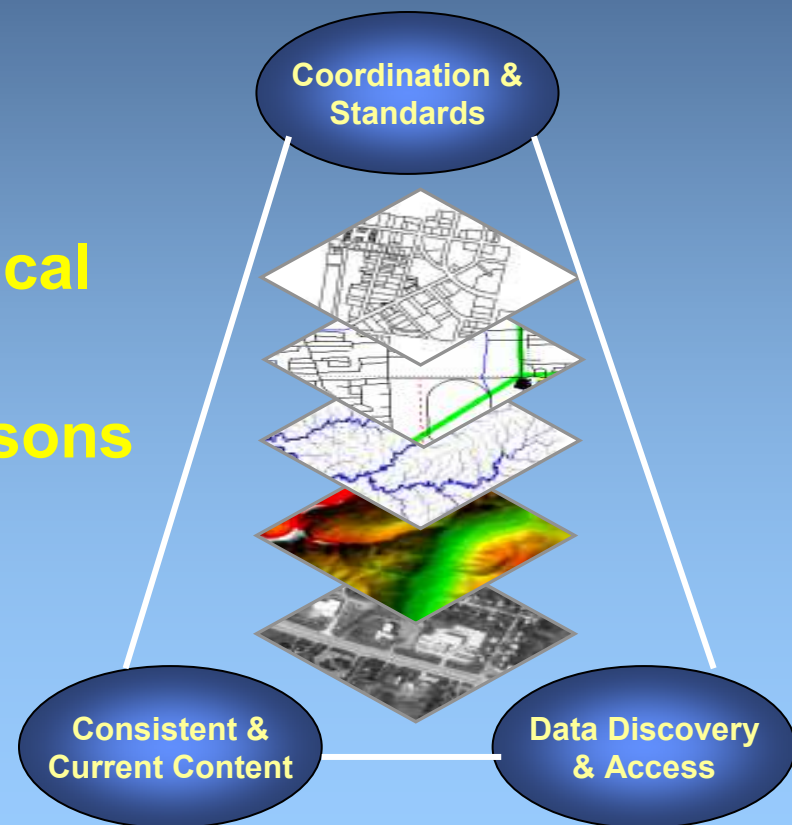 Coordination &
Standards
cal
sons
Consistent &
Current Content
Data Discovery
& Access